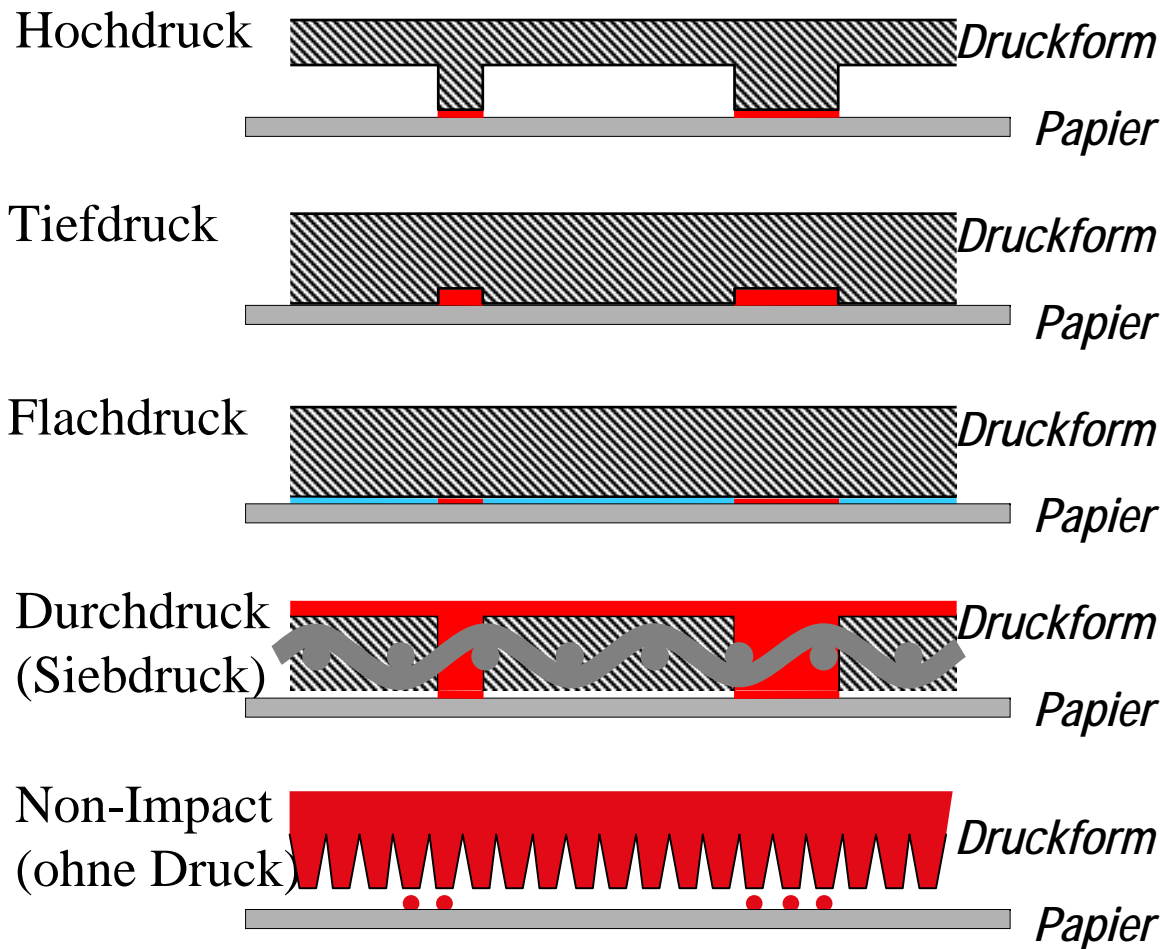 Hochdruck
Druckform
Papier
Tiefdruck
Druckform
Papier
Flachdruck
Druckform
Papier
Durchdruck
(Siebdruck)
Druckform
Papier
Non-Impact
(ohne Druck)
Druckform
Papier